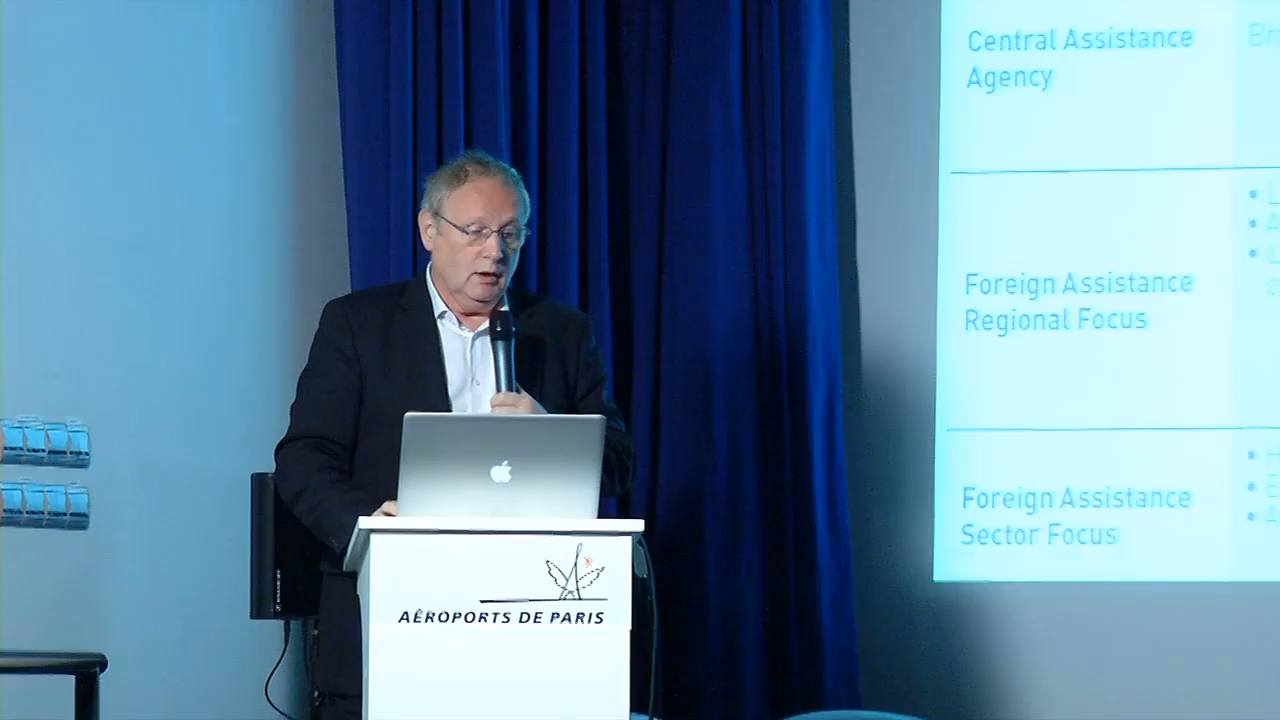 Central Assistance
Agency
Foreign Assistance
Regional Focus
Foreign Assistance
Sector Focus
AÉROPORTS DE PARIS